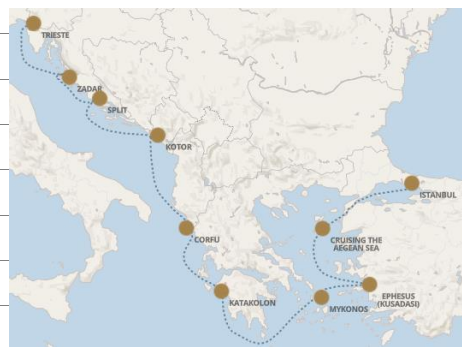 TRIESTE
ZADAR
SPLIT
KOTOR
ISTANBUL
CORFU
CRUISING THE
AEGEAN SEA
KATAKOLON
EPHESUS
(KUSADASI)
MYKONOS